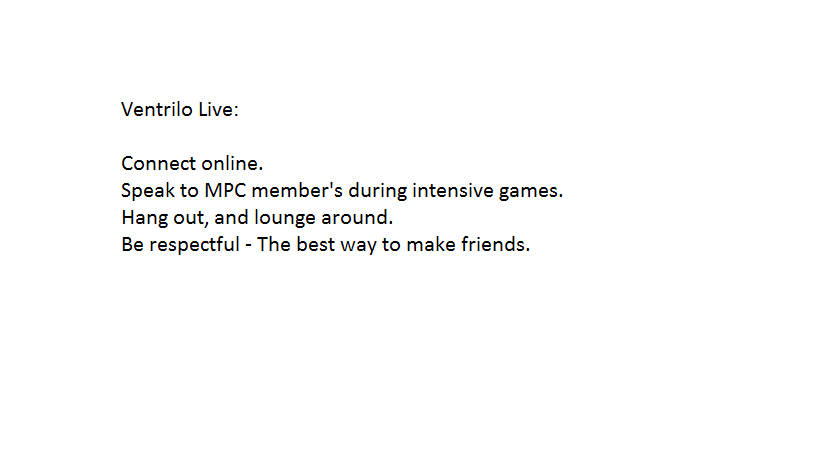 Ventrilo Live:
Connect online.
Speak to MPC member's during intensive games.
Hang out, and lounge around.
Be respectful - The best way to make friends.